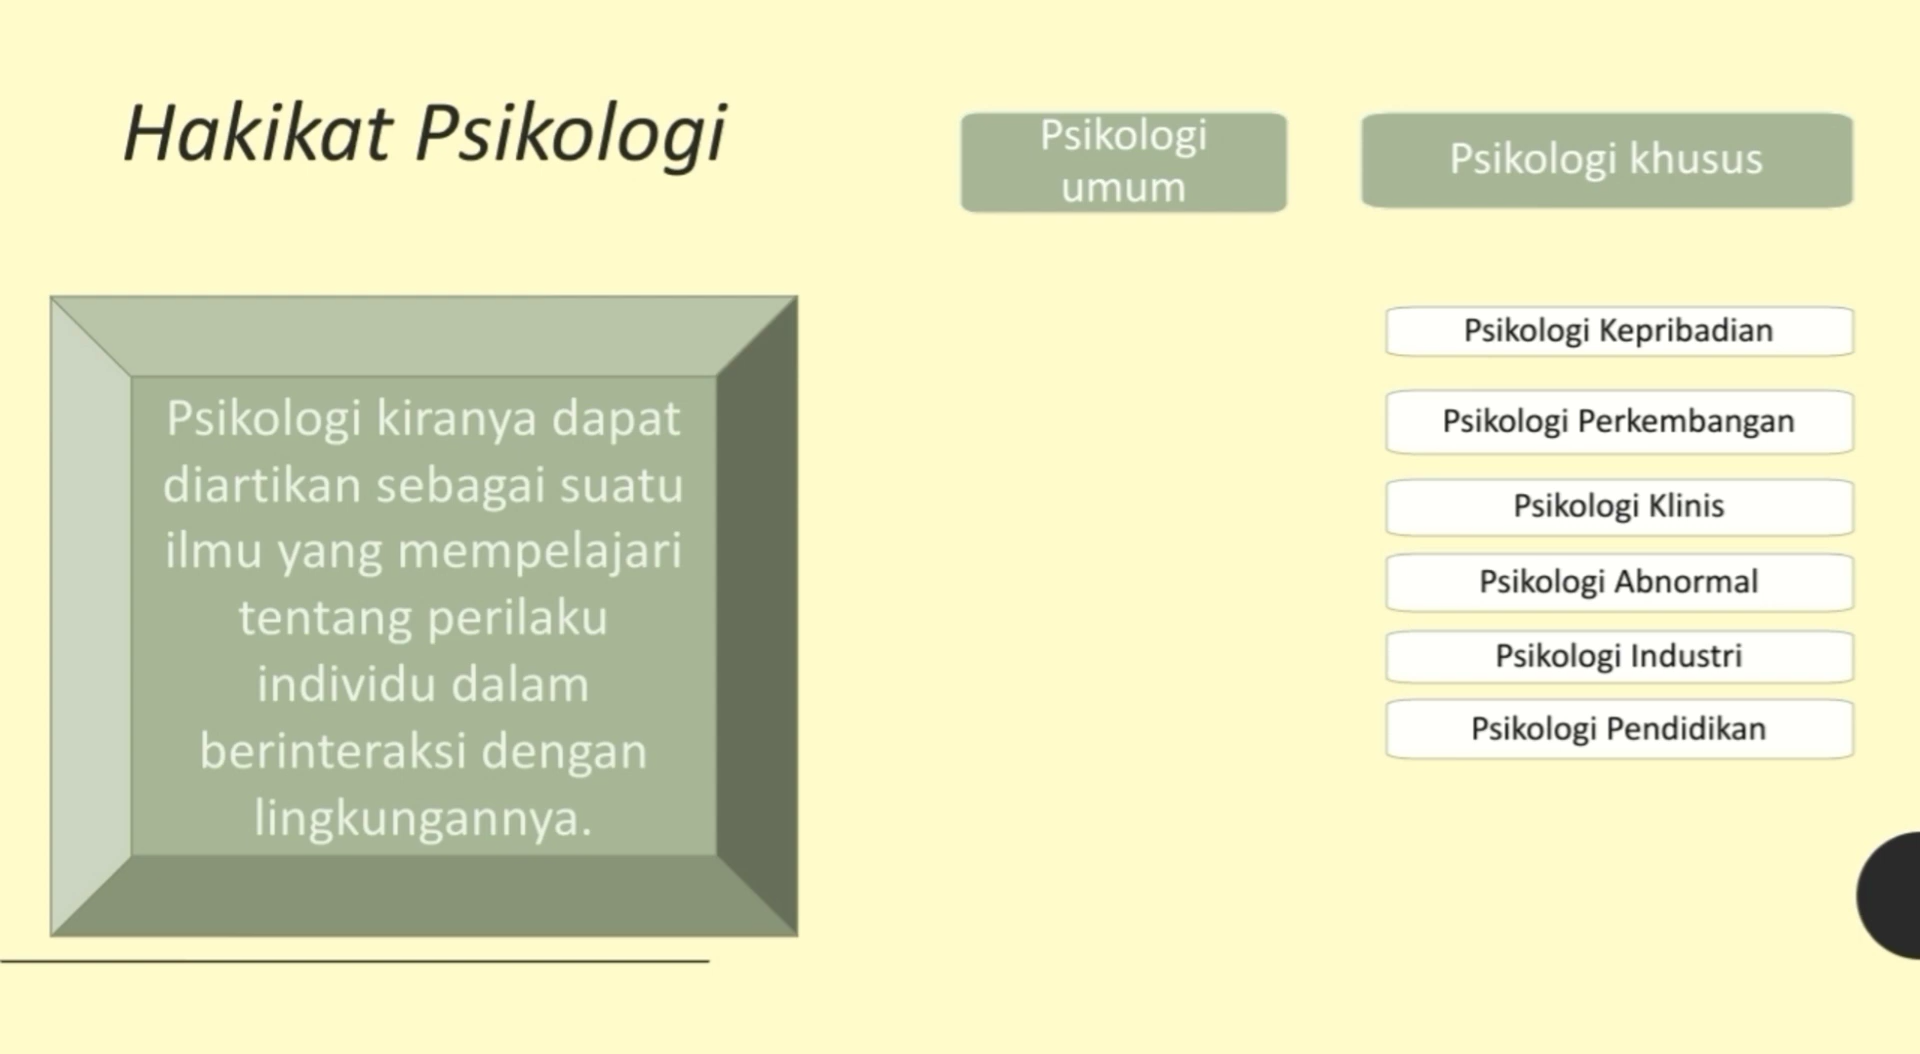 Hakikat Psikologi
Psikologi kiranya dapat
diartikan sebagai suatu
ilmu yang mempelajari
tentang perilaku
individu dalam
berinteraksi dengan
lingkungannya.
Psikologi
umum
Psikologi khusus
Psikologi Kepribadian
Psikologi Perkembangan
Psikologi Klinis
Psikologi Abnormal
Psikologi Industri
Psikologi Pendidikan